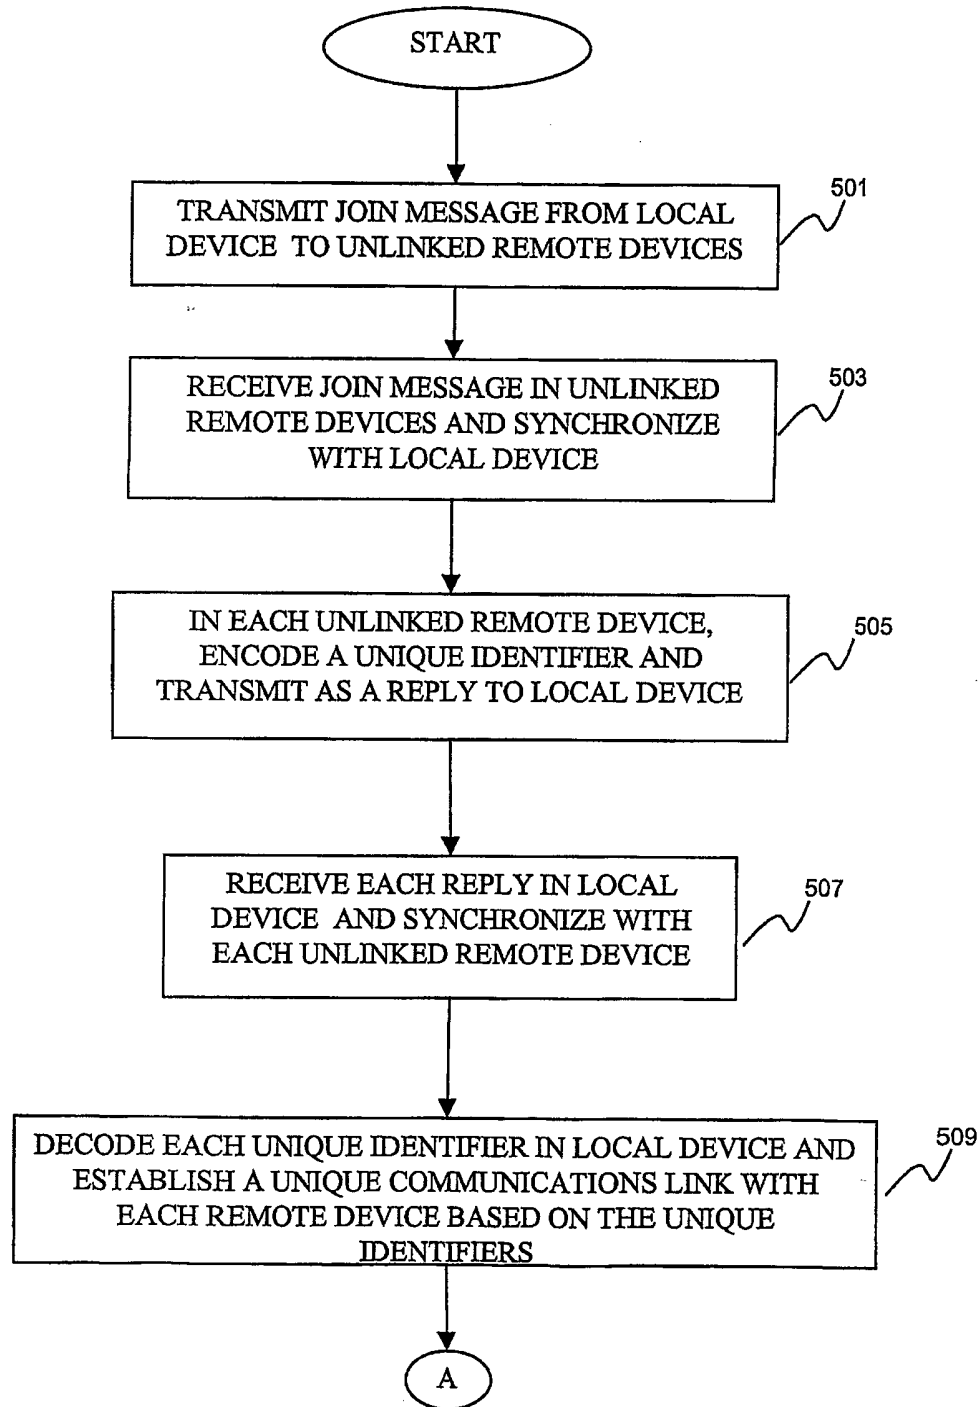 START
501
TRANSMIT JOIN MESSAGE FROM LOCAL
DEVICE TO UNLINKED REMOTE DEVICES
503
RECEIVE JOIN MESSAGE IN UNLINKED
REMOTE DEVICES AND SYNCHRONIZE
WITH LOCAL DEVICE
505
IN EACH UNLINKED REMOTE DEVICE,
ENCODE A UNIQUE IDENTIFIER AND
TRANSMIT AS A REPLY TO LOCAL DEVICE
507
RECEIVE EACH REPLY IN LOCAL
DEVICE AND SYNCHRONIZE WITH
EACH UNLINKED REMOTE DEVICE
509
DECODE EACH UNIQUE IDENTIFIER IN LOCAL DEVICE AND
ESTABLISH A UNIQUE COMMUNICATIONS LINK WITH
EACH REMOTE DEVICE BASED ON THE UNIQUE
IDENTIFIERS
A